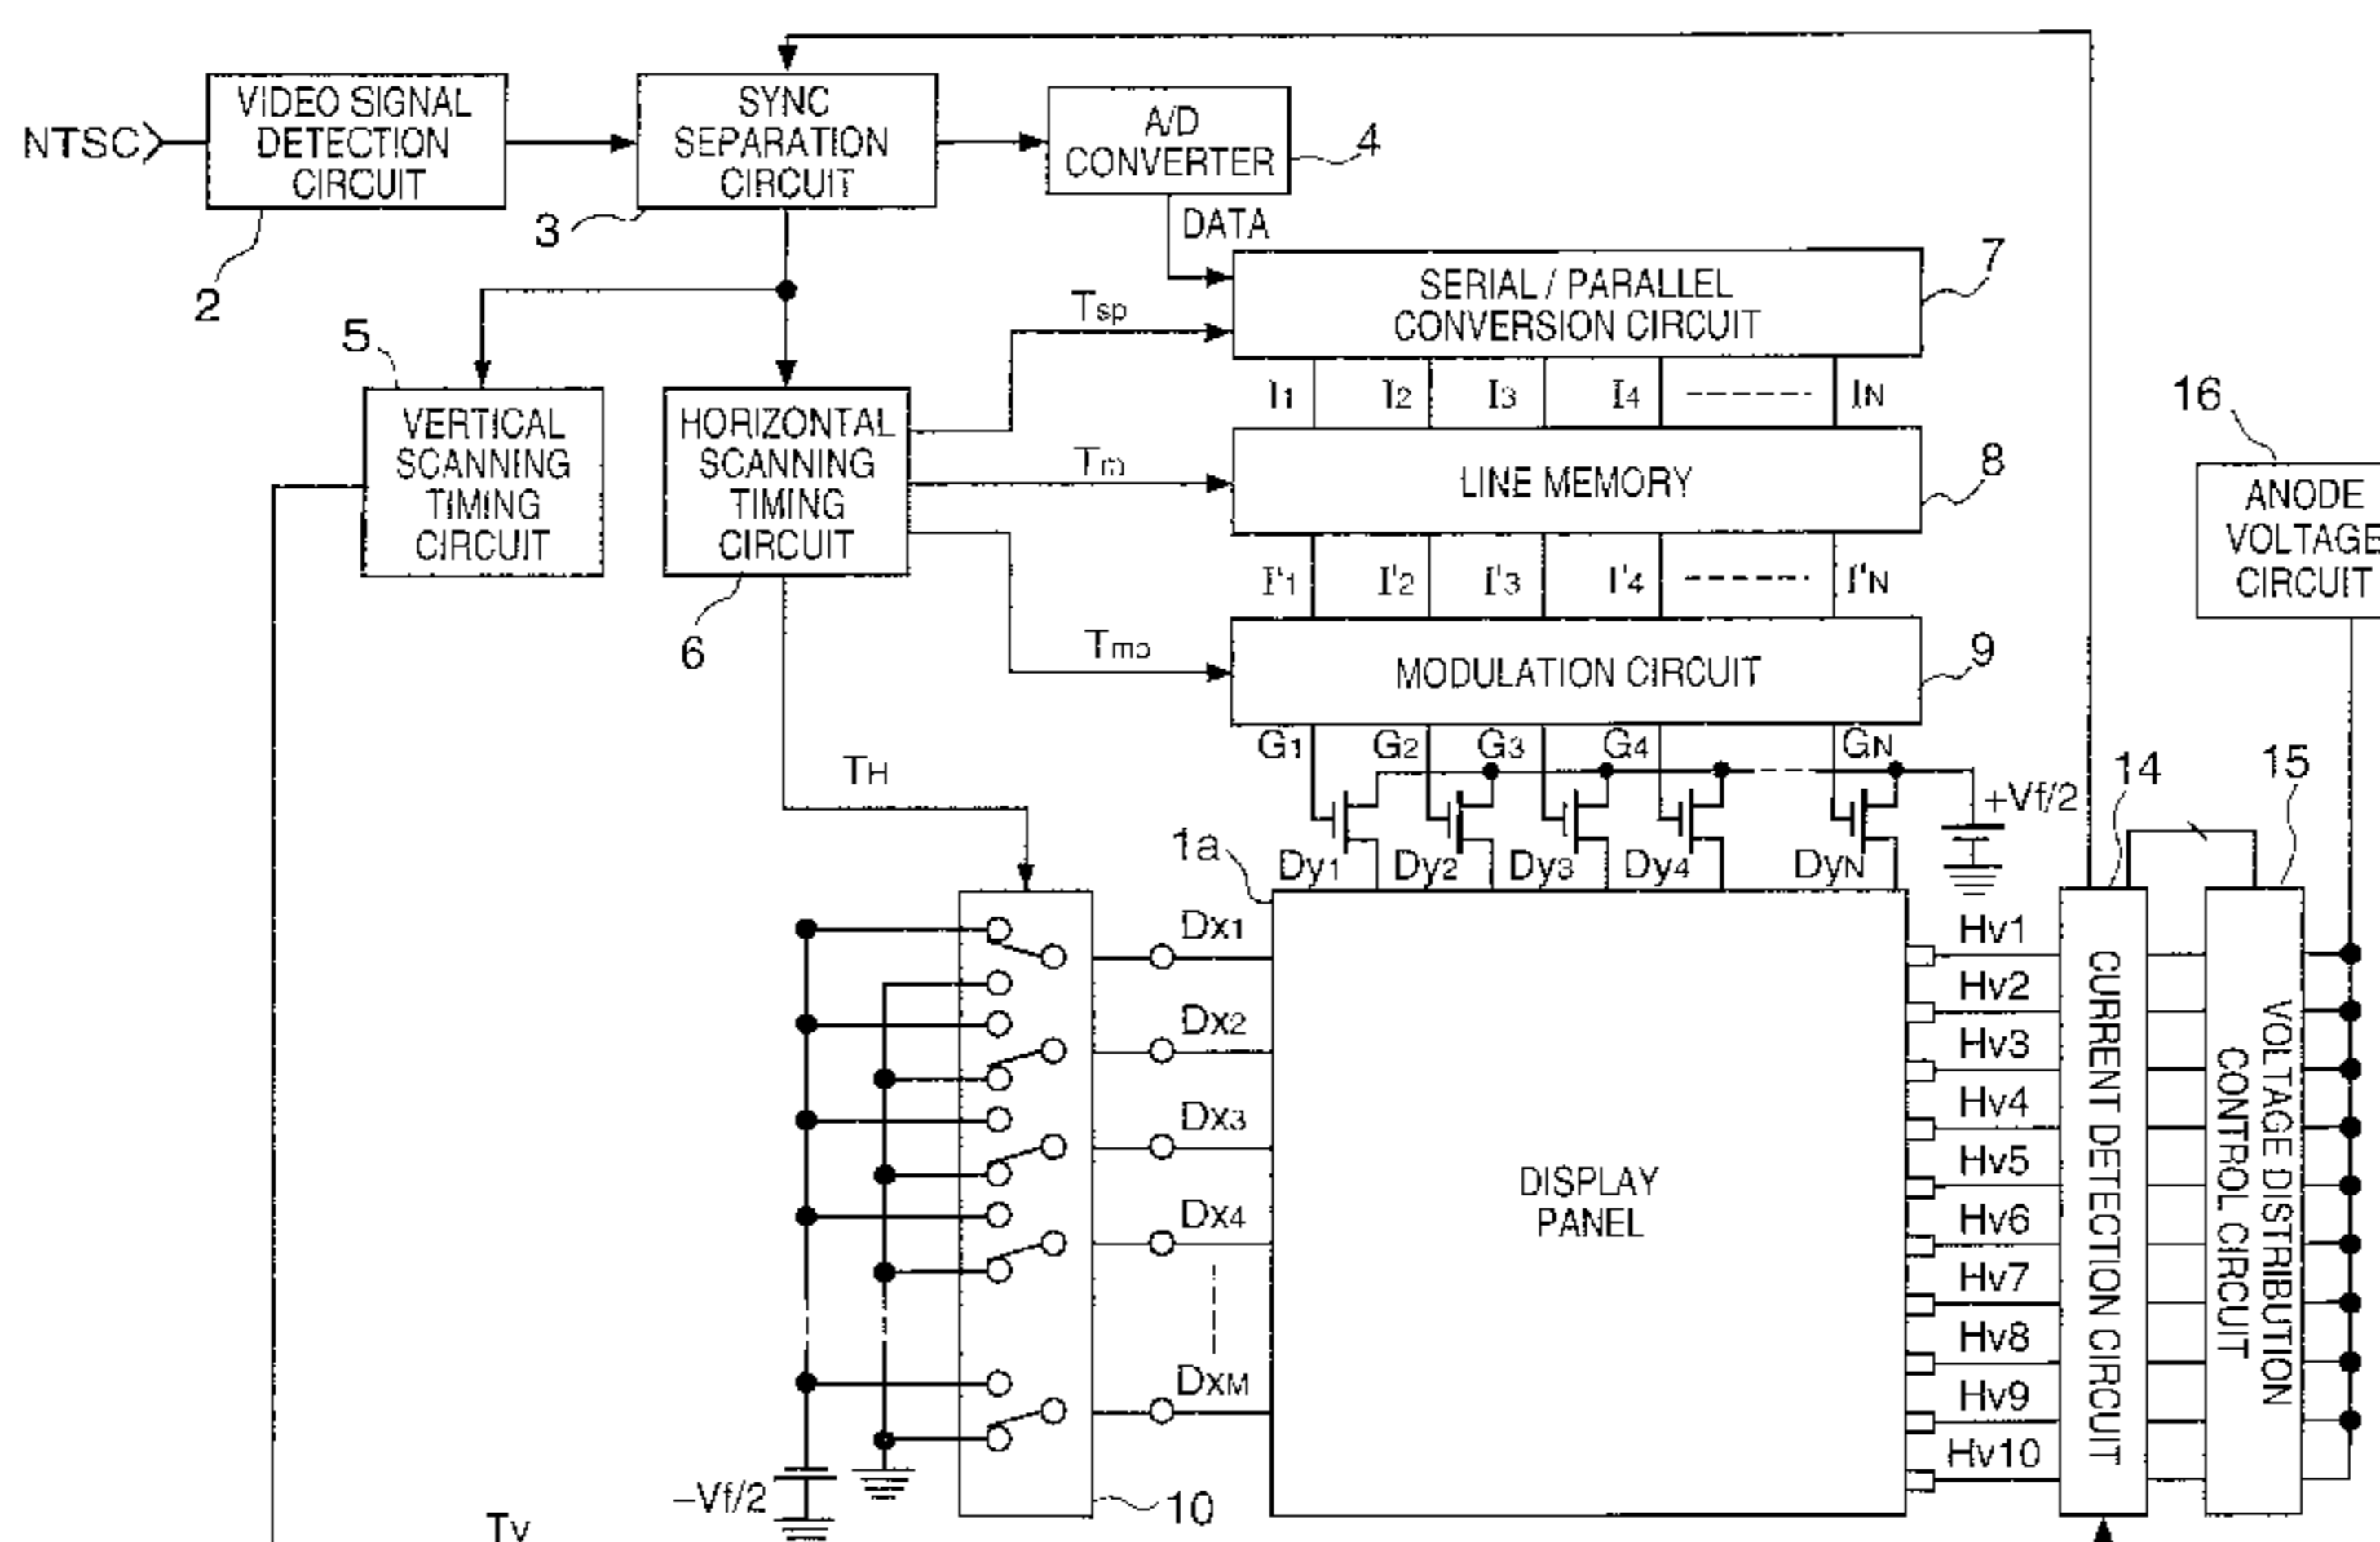 NTSC
VIDEO SIGNAL
DETECTION
CIRCUIT
2
SYNC
SEPARATION
CIRCUIT
3
A/D
CONVERTER
4
DATA
SERIAL / PARALLEL
CONVERSION CIRCUIT
7
5
VERTICAL
SCANNING
TIMING
CIRCUIT
HORIZONTAL
SCANNING
TIMING
CIRCUIT
6
Tsp
I1 I2 I3 I4 IN
Tm
LINE MEMORY
8
I'1 I'2 I'3 I'4 I'N
Tmo
MODULATION CIRCUIT
9
16
ANODE
VOLTAGE
CIRCUIT
G1 G2 G3 G4 GN
+Vf/2
14
15
TH
1a
Dy1 Dy2 Dy3 Dy4 DyN
Dx1
Dx2
Dx3
Dx4
DxM
DISPLAY
PANEL
Hv1
Hv2
Hv3
Hv4
Hv5
Hv6
Hv7
Hv8
Hv9
Hv10
CURRENT DETECTION CIRCUIT
VOLTAGE DISTRIBUTION
CONTROL CIRCUIT
-Vf/2
10
Tv